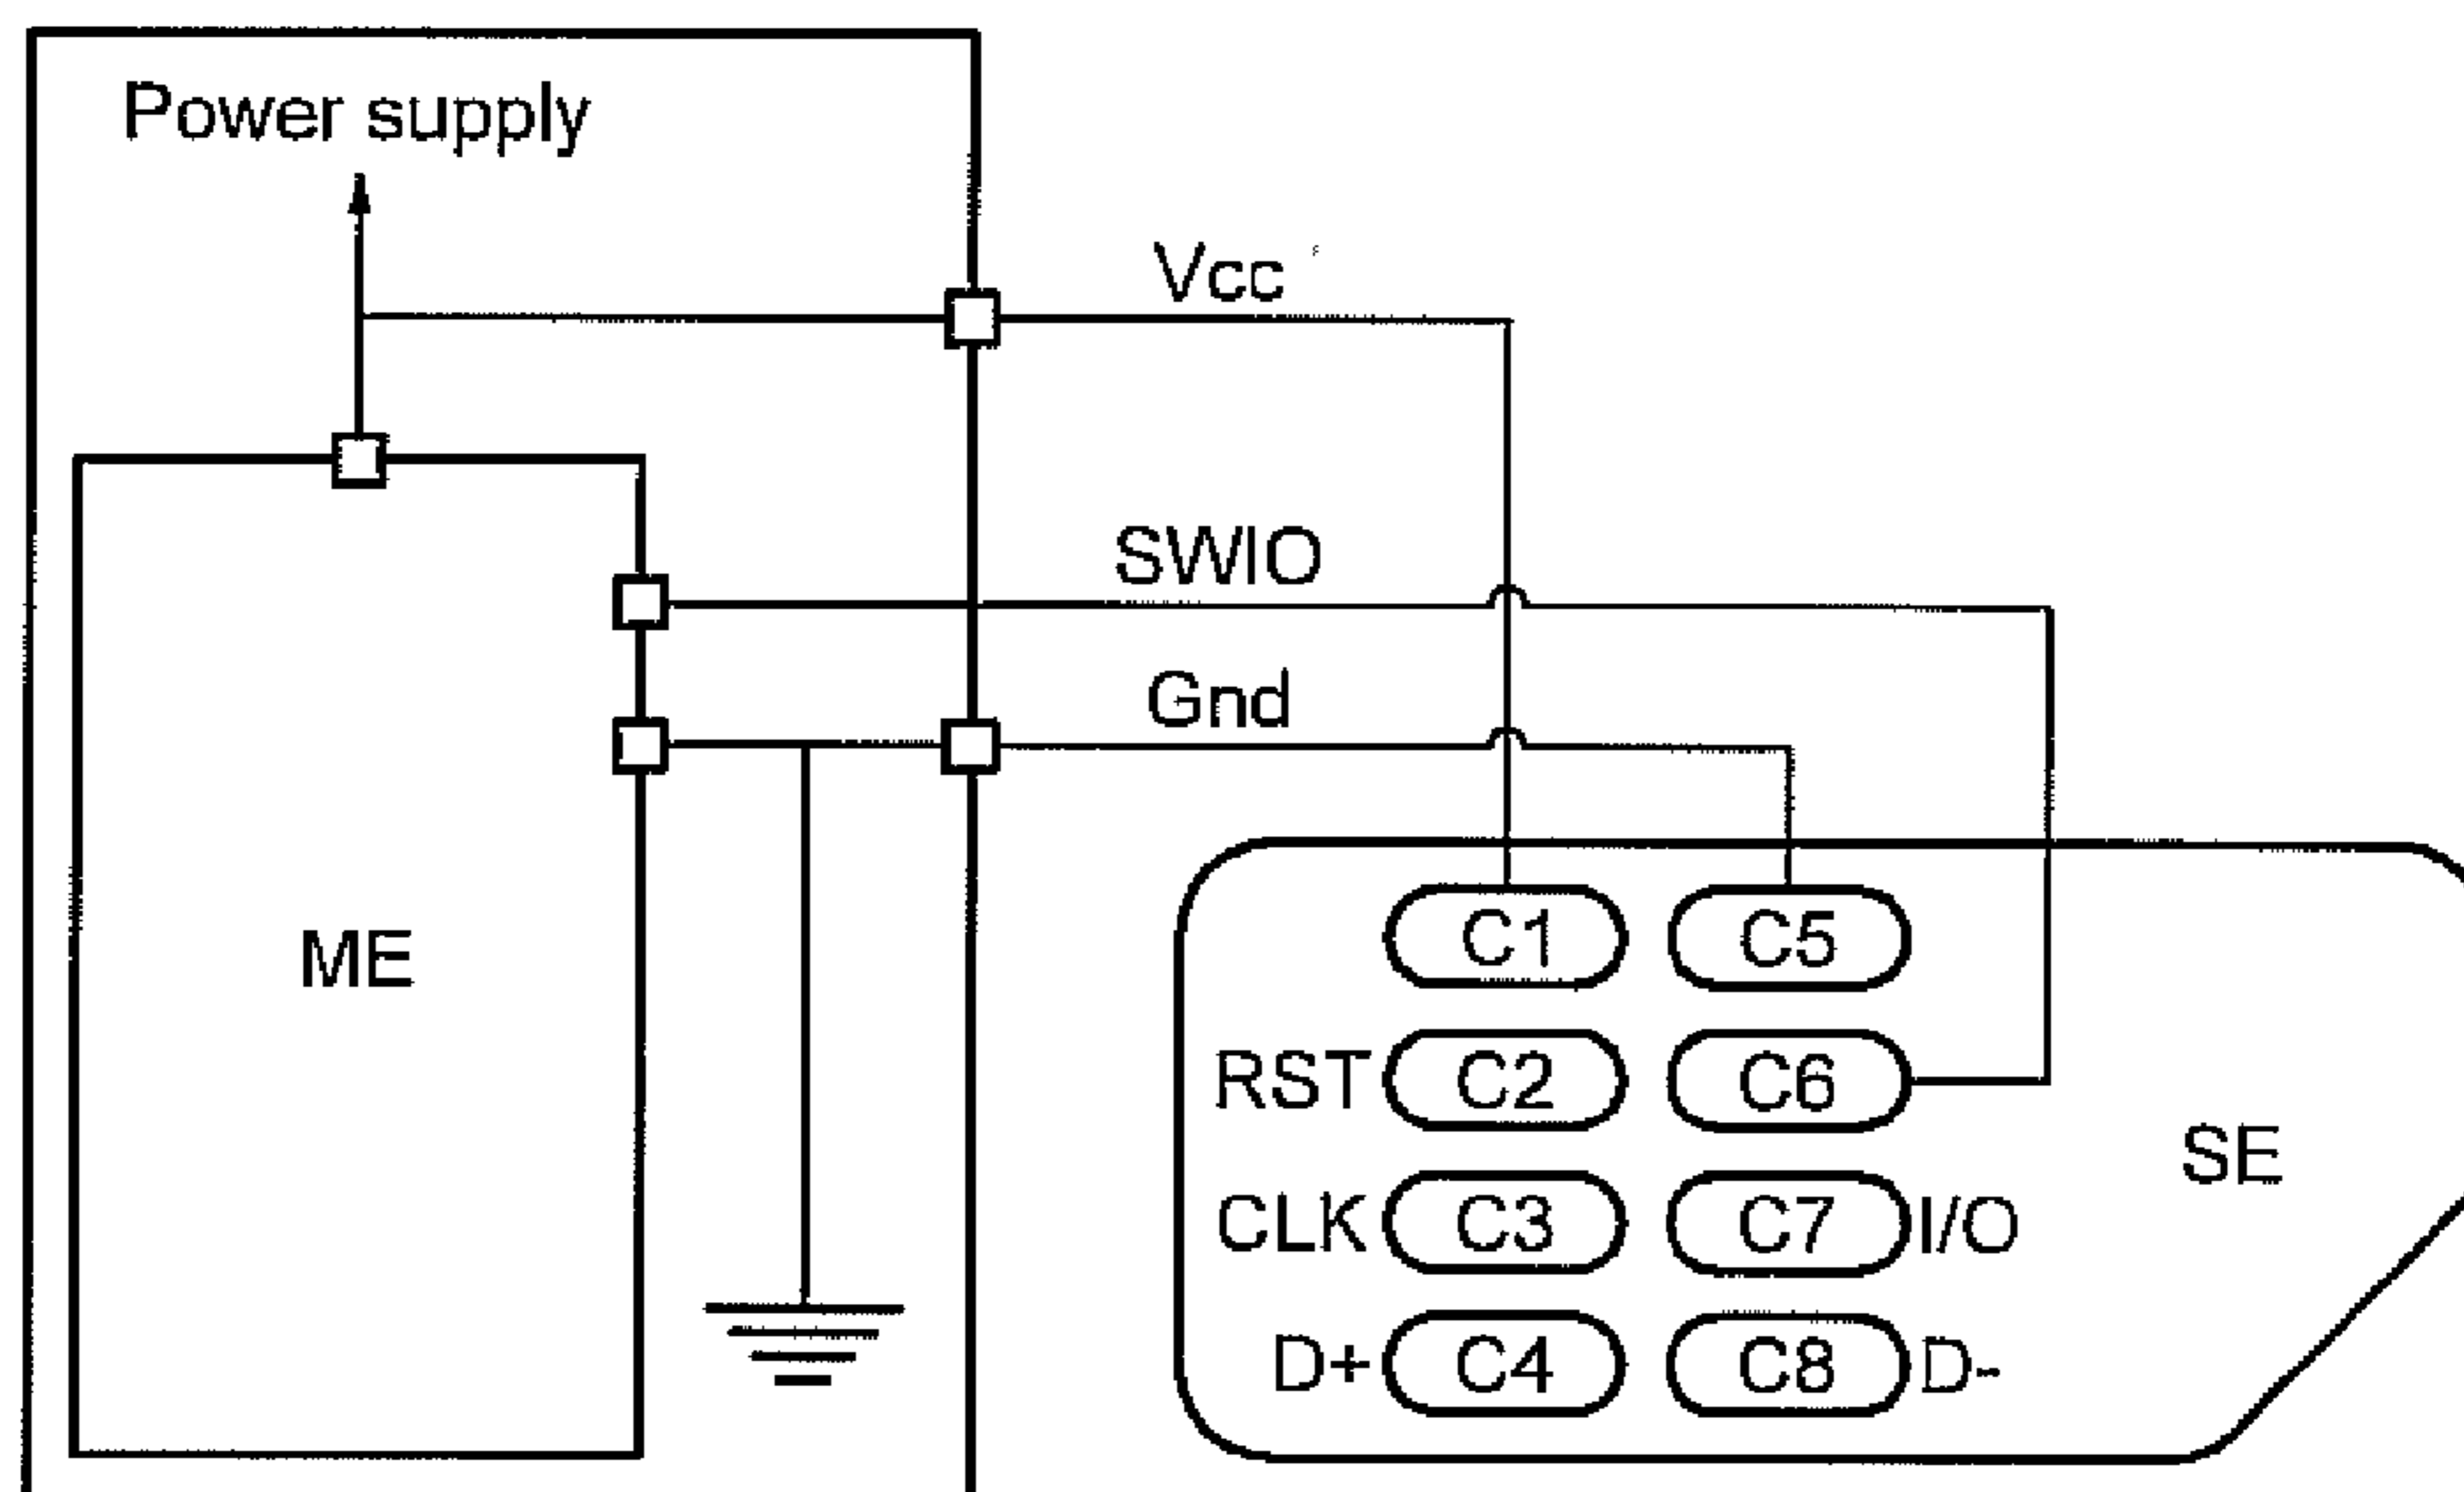 Power supply
Vcc
SWIO
Gnd
ME
C1 C5
RST C2 C6
SE
CLK C3 C7 I/O
D+ C4 C8 D-